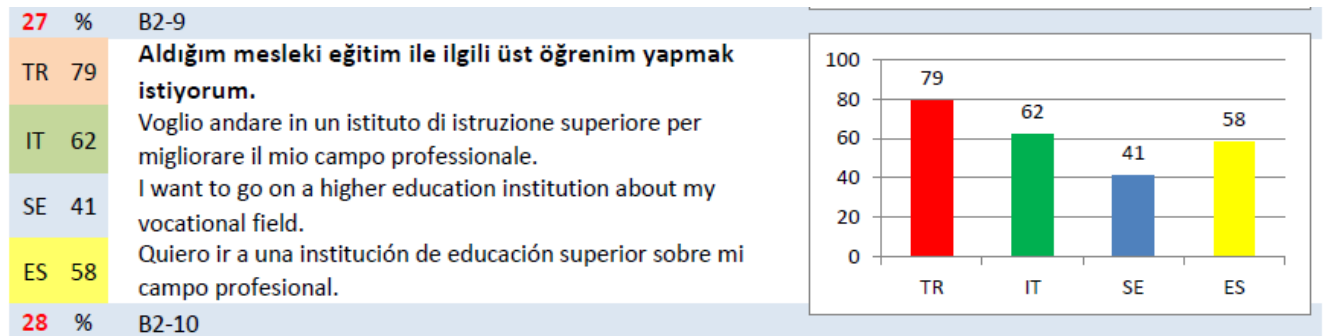 27 % B2-9
TR 79 Aldığım mesleki eğitim ile ilgili üst öğrenim yapmak
istiyorum.
IT 62 Voglio andare in un istituto di istruzione superiore per
migliorare il mio campo professionale.
SE 41 I want to go on a higher education institution about my
vocational field.
ES 58 Quiero ir a una institución de educación superior sobre mi
campo profesional.
28 % B2-10
100
80
60
40
20
0
79
62
41
58
TR IT SE ES